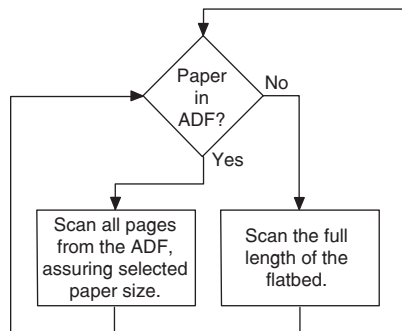 Paper
in
ADF?
No
Yes
Scan all pages
from the ADF,
assuring selected
paper size.
Scan the full
length of the
flatbed.